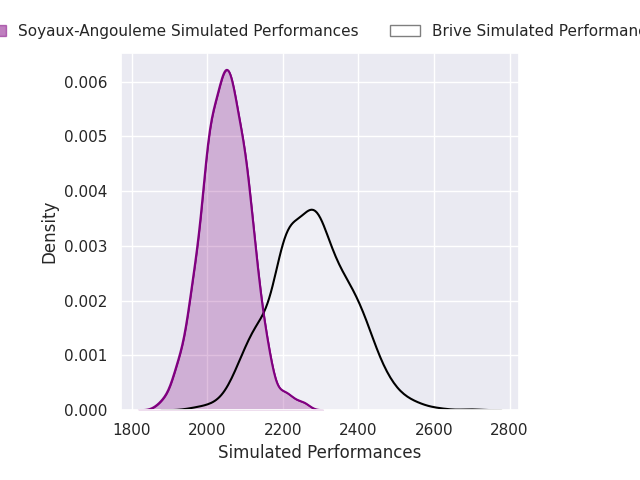 Soyaux-Angouleme Simulated Performances
Brive Simulated
0.006
0.005
0.004
0.003
0.002
0.001
0.000
Density
1800 2000 2200 2400 2600 2800
Simulated Performances